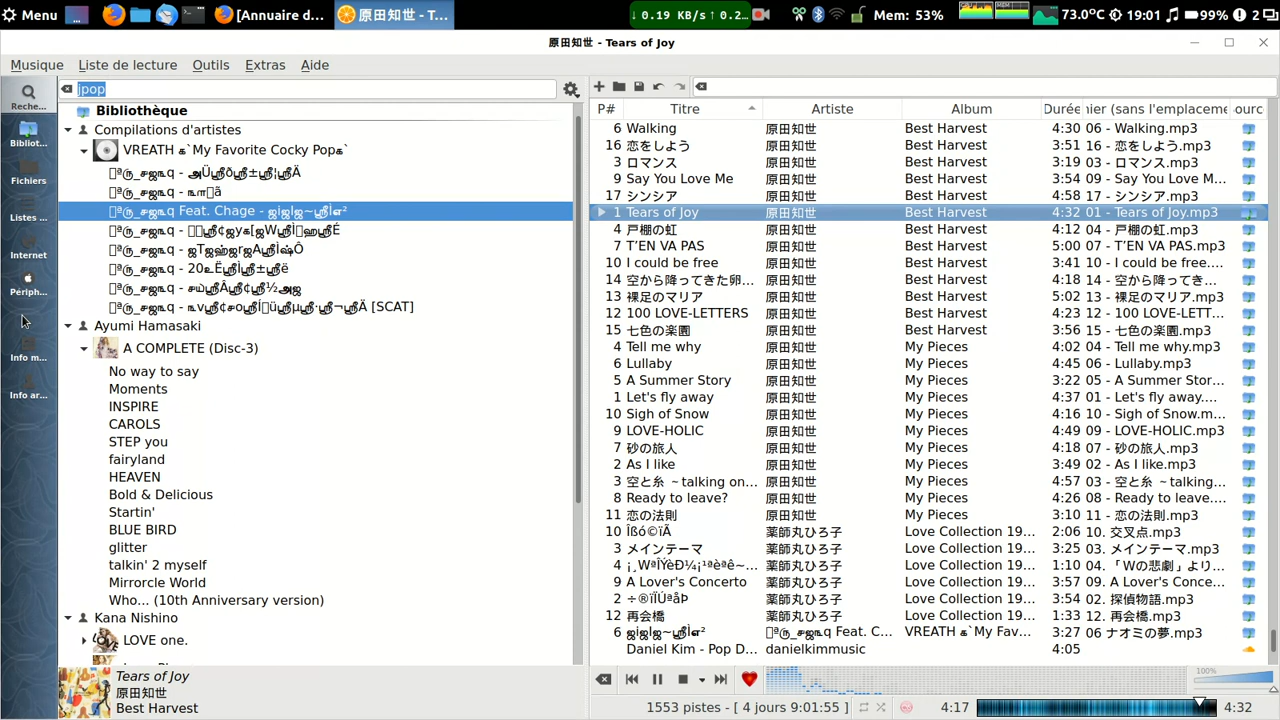 Menu
[Annuaire d...
原田知世 - T...
↓ 0.19 KB/s ↑ 0.2...
Mem: 53%
73.0°C
19:01
99%
2
原田知世 - Tears of Joy
Musique Liste de lecture Outils Extras Aide
Reche...
Bibliot...
Fichiers
Listes ...
Internet
Périph...
Info m...
Info ar...
jpop
Bibliothèque
Compilations d'artistes
Ayumi Hamasaki
A COMPLETE (Disc-3)
No way to say
Moments
INSPIRE
CAROLS
STEP you
fairyland
HEAVEN
Bold & Delicious
Startin'
BLUE BIRD
glitter
talkin' 2 myself
Mirrorcle World
Who... (10th Anniversary version)
Kana Nishino
LOVE one.
Tears of Joy
原田知世
Best Harvest
P# Titre Artiste Album Durée nier (sans l'emplaceme ourc
6 Walking 原田知世 Best Harvest 4:30 06 - Walking.mp3
16 恋をしよう 原田知世 Best Harvest 3:51 16 - 恋をしよう.mp3
3 ロマンス 原田知世 Best Harvest 3:19 03 - ロマンス.mp3
9 Say You Love Me 原田知世 Best Harvest 3:54 09 - Say You Love M...
17 シンシア 原田知世 Best Harvest 4:58 17 - シンシア.mp3
1 Tears of Joy 原田知世 Best Harvest 4:32 01 - Tears of Joy.mp3
4 戸棚の虹 原田知世 Best Harvest 4:12 04 - 戸棚の虹.mp3
7 T'EN VA PAS 原田知世 Best Harvest 5:00 07 - T'EN VA PAS.mp3
10 I could be free 原田知世 Best Harvest 3:41 10 - I could be free....
14 空から降ってきた卵... 原田知世 Best Harvest 4:18 14 - 空から降ってき...
13 裸足のマリア 原田知世 Best Harvest 5:02 13 - 裸足のマリア.mp3
12 100 LOVE-LETTERS 原田知世 Best Harvest 4:23 12 - 100 LOVE-LETT...
15 七色の楽園 原田知世 Best Harvest 3:56 15 - 七色の楽園.mp3
4 Tell me why 原田知世 My Pieces 4:02 04 - Tell me why.mp3
6 Lullaby 原田知世 My Pieces 4:45 06 - Lullaby.mp3
5 A Summer Story 原田知世 My Pieces 3:22 05 - A Summer Stor...
1 Let's fly away 原田知世 My Pieces 4:37 01 - Let's fly away....
10 Sigh of Snow 原田知世 My Pieces 4:16 10 - Sigh of Snow.m...
9 LOVE-HOLIC 原田知世 My Pieces 4:49 09 - LOVE-HOLIC.mp3
7 砂の旅人 原田知世 My Pieces 4:18 07 - 砂の旅人.mp3
2 As I like 原田知世 My Pieces 3:49 02 - As I like.mp3
3 空と糸 ~ talking on... 原田知世 My Pieces 4:57 03 - 空と糸 ~ talking...
8 Ready to leave? 原田知世 My Pieces 4:26 08 - Ready to leave?...
11 恋の法則 原田知世 My Pieces 3:10 11 - 恋の法則.mp3
10 薬師丸ひろ子 Love Collection 19... 2:06 10. 交叉点.mp3
3 メインテーマ 薬師丸ひろ子 Love Collection 19... 3:25 03. メインテーマ.mp3
4 薬師丸ひろ子 Love Collection 19... 1:10 04. 「Wの悲劇」より...
9 A Lover's Concerto 薬師丸ひろ子 Love Collection 19... 3:57 09. A Lover's Conce...
2 薬師丸ひろ子 Love Collection 19... 3:54 02. 探偵物語.mp3
12 再会橋 薬師丸ひろ子 Love Collection 19... 1:33 12. 再会橋.mp3
6 3:27 06 ナオミの夢.mp3
Daniel Kim - Pop D... danielkimmusic 4:05
100%
1553 pistes - [ 4 jours 9:01:55 ] 4:17 4:32